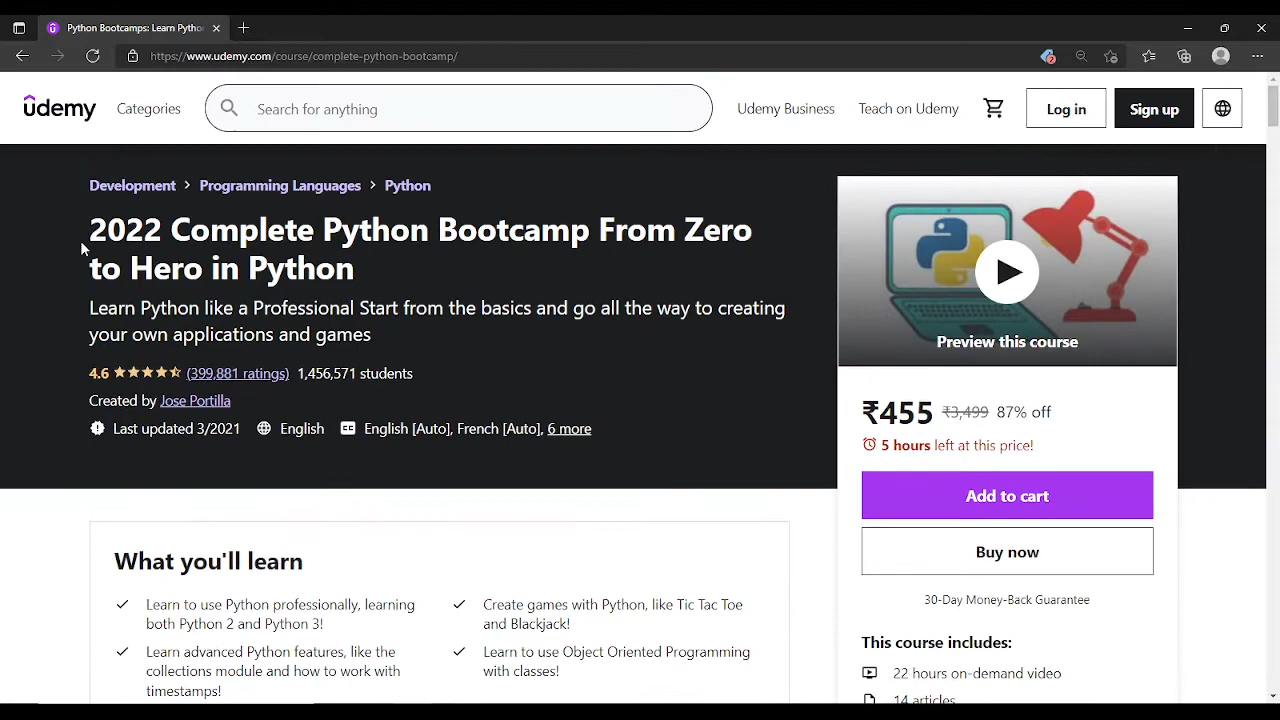 Python Bootcamps: Learn Pytho
https://www.udemy.com/course/complete-python-bootcamp/
2
udemy
Categories
Search for anything
Udemy Business
Teach on Udemy
Log in
Sign up
Development > Programming Languages > Python
2022 Complete Python Bootcamp From Zero
to Hero in Python
Learn Python like a Professional Start from the basics and go all the way to creating
your own applications and games
4.6 (399,881 ratings) 1,456,571 students
Created by Jose Portilla
Last updated 3/2021 English English [Auto], French [Auto], 6 more
Preview this course
₹455 ₹3,499 87% off
5 hours left at this price!
Add to cart
Buy now
30-Day Money-Back Guarantee
This course includes:
22 hours on-demand video
14 articles
What you'll learn
Learn to use Python professionally, learning
both Python 2 and Python 3!
Create games with Python, like Tic Tac Toe
and Blackjack!
Learn advanced Python features, like the
collections module and how to work with
timestamps!
Learn to use Object Oriented Programming
with classes!